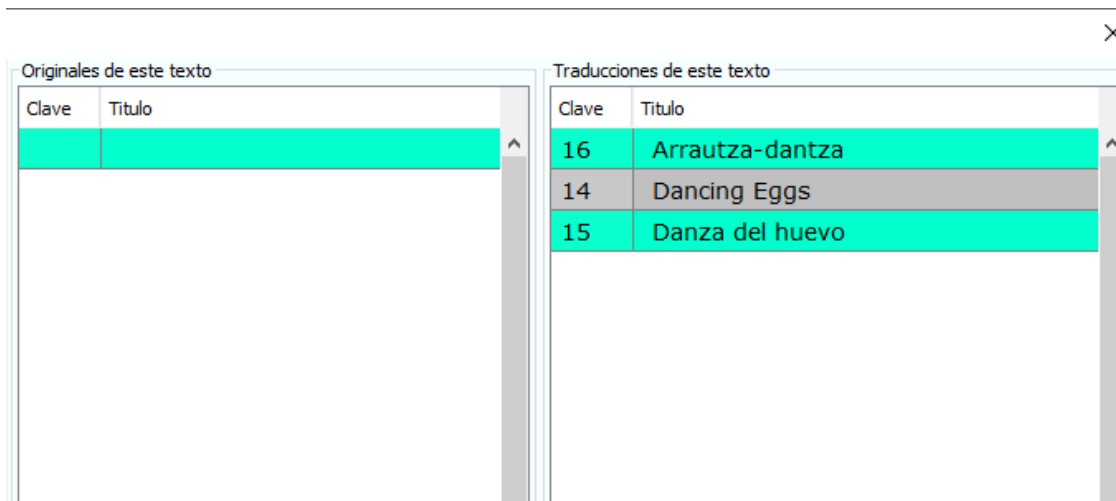 Originales de este texto
Clave Titulo
Traducciones de este texto
Clave Titulo
16 Arrautza-dantza
14 Dancing Eggs
15 Danza del huevo